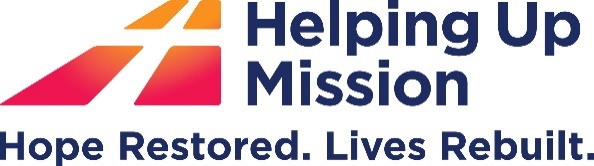 Helping Up
Mission
Hope Restored. Lives Rebuilt.